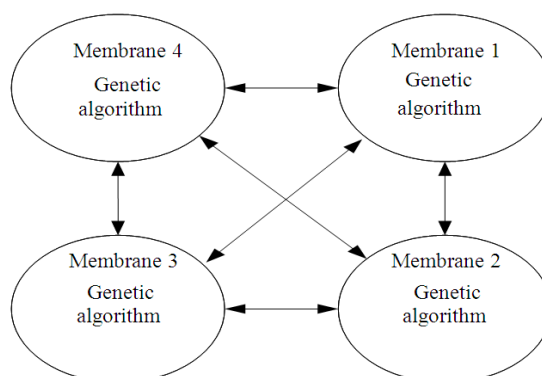 Membrane 4
Genetic
algorithm
Membrane 1
Genetic
algorithm
Membrane 3
Genetic
algorithm
Membrane 2
Genetic
algorithm